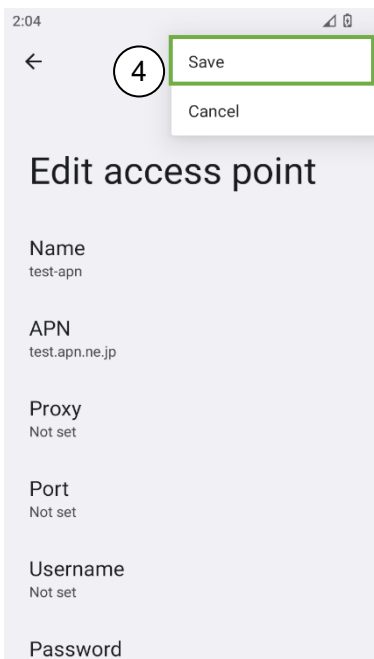 2:04
4
Save
Cancel
Edit access point
Name
test-apn
APN
test.apn.ne.jp
Proxy
Not set
Port
Not set
Username
Not set
Password